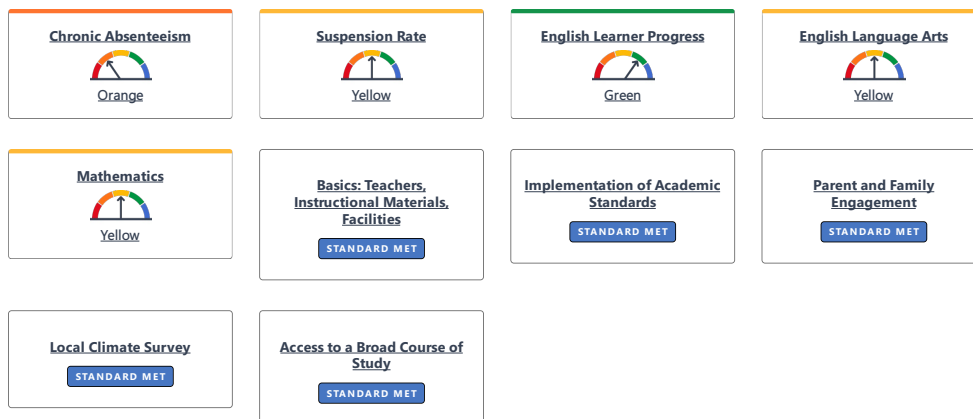 Chronic Absenteeism
Orange
Suspension Rate
Yellow
English Learner Progress
Green
English Language Arts
Yellow
Mathematics
Yellow
Basics: Teachers,
Instructional Materials,
Facilities
STANDARD MET
Implementation of Academic
Standards
STANDARD MET
Parent and Family
Engagement
STANDARD MET
Local Climate Survey
STANDARD MET
Access to a Broad Course of
Study
STANDARD MET